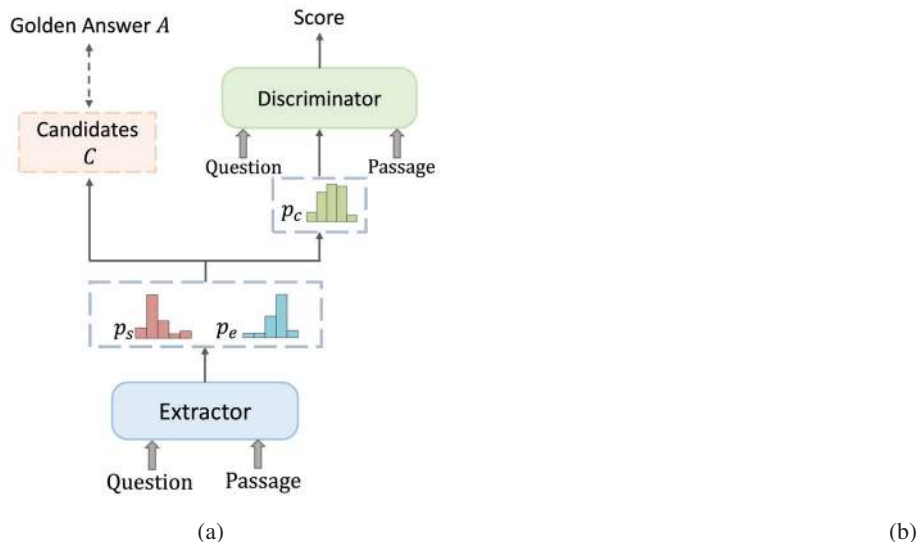 Golden Answer A
Score
Discriminator
Candidates
C
Question
Passage
p_c
p_s
p_e
Extractor
Question
Passage
(a)
(b)